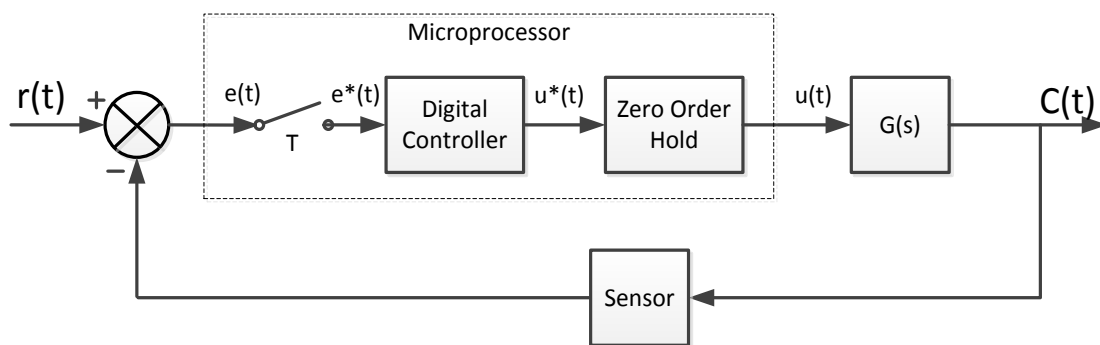 Microprocessor
r(t)
+
−
e(t)
T
e*(t)
Digital
Controller
u*(t)
Zero Order
Hold
u(t)
G(s)
C(t)
Sensor